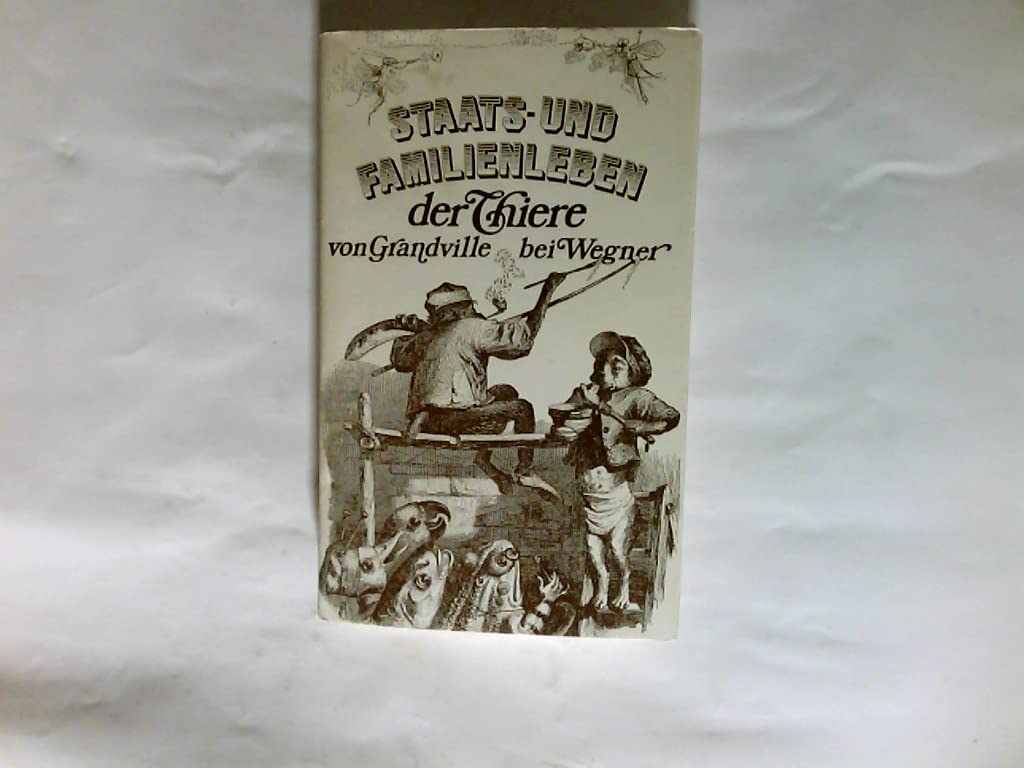 STAATS-UND
FAMILIENLEBEN
der Thiere
von Grandville bei Wegner